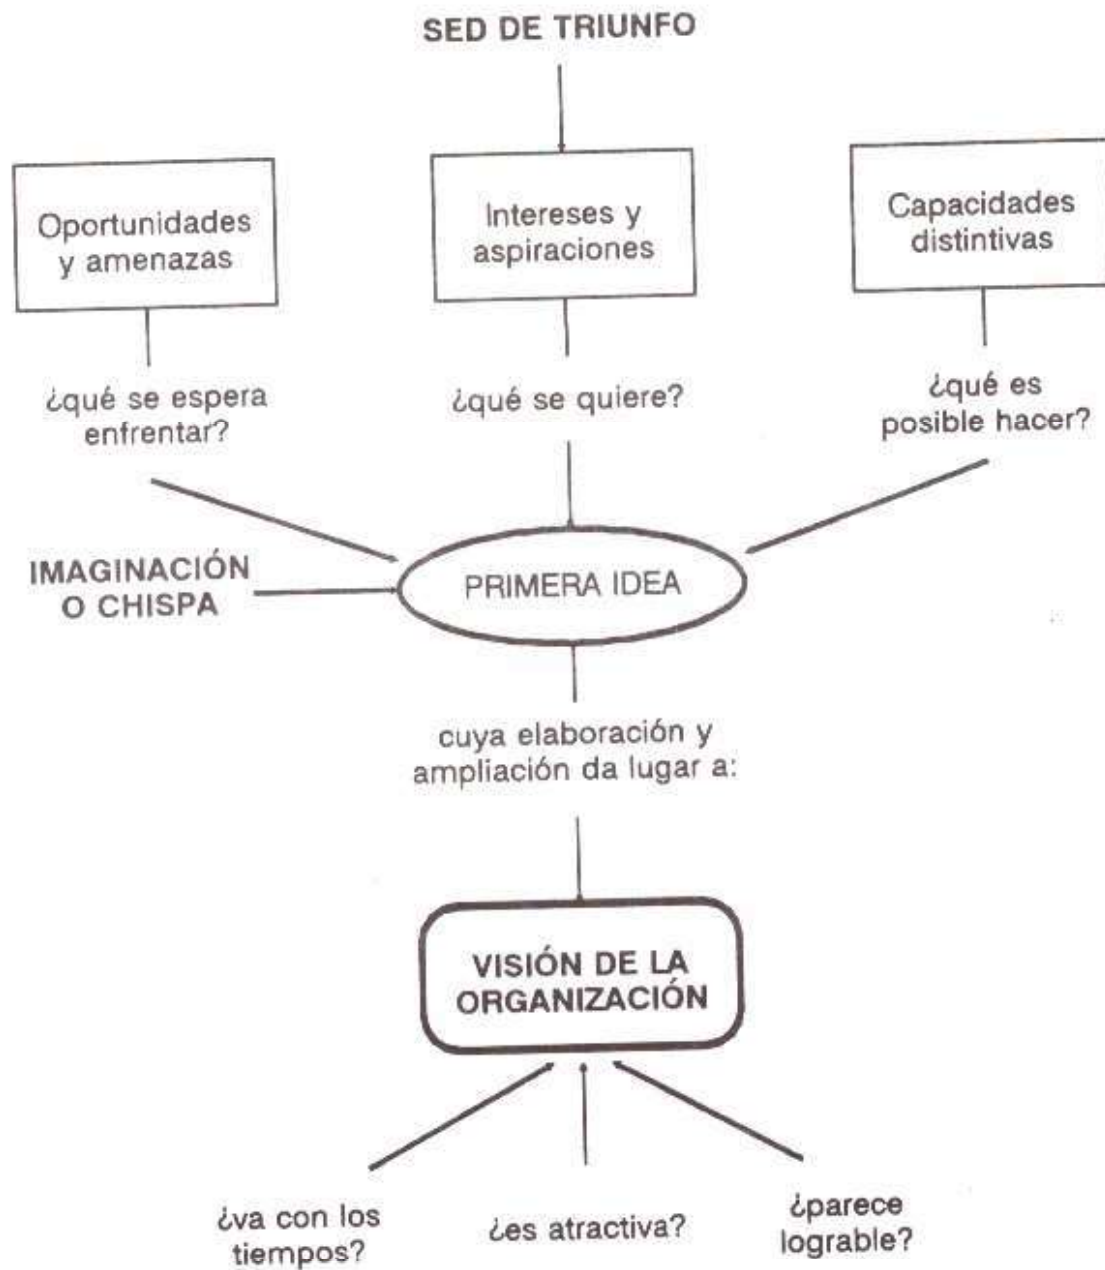 SED DE TRIUNFO
Oportunidades
y amenazas
Intereses y
aspiraciones
Capacidades
distintivas
¿qué se espera
enfrentar?
¿qué se quiere?
¿qué es
posible hacer?
IMAGINACIÓN
O CHISPA
PRIMERA IDEA
cuya elaboración y
ampliación da lugar a:
VISIÓN DE LA
ORGANIZACIÓN
¿va con los
tiempos?
¿es atractiva?
¿parece
lograble?